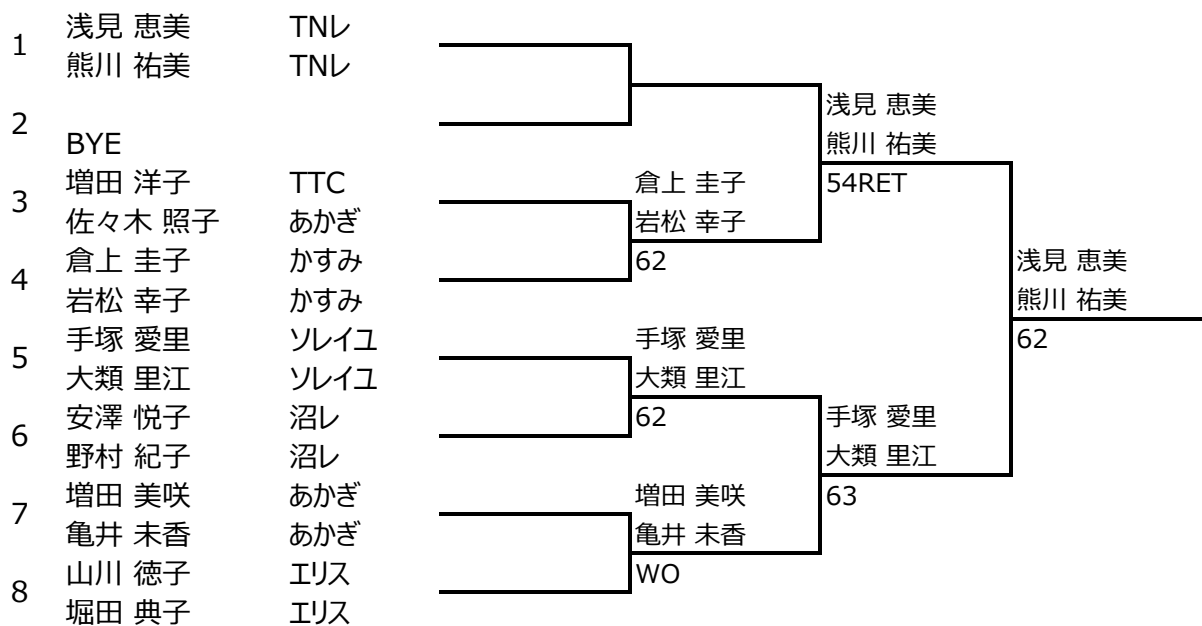 1
浅見 恵美 TNレ
熊川 祐美 TNレ
2
BYE
3
増田 洋子 TTC
佐々木 照子 あかぎ
4
倉上 圭子 かすみ
岩松 幸子 かすみ
5
手塚 愛里 ソレイユ
大類 里江 ソレイユ
6
安澤 悦子 沼レ
野村 紀子 沼レ
7
増田 美咲 あかぎ
亀井 未香 あかぎ
8
山川 徳子 エリス
堀田 典子 エリス
倉上 圭子
岩松 幸子
62
手塚 愛里
大類 里江
62
増田 美咲
亀井 未香
WO
浅見 恵美
熊川 祐美
54RET
手塚 愛里
大類 里江
63
浅見 恵美
熊川 祐美
62